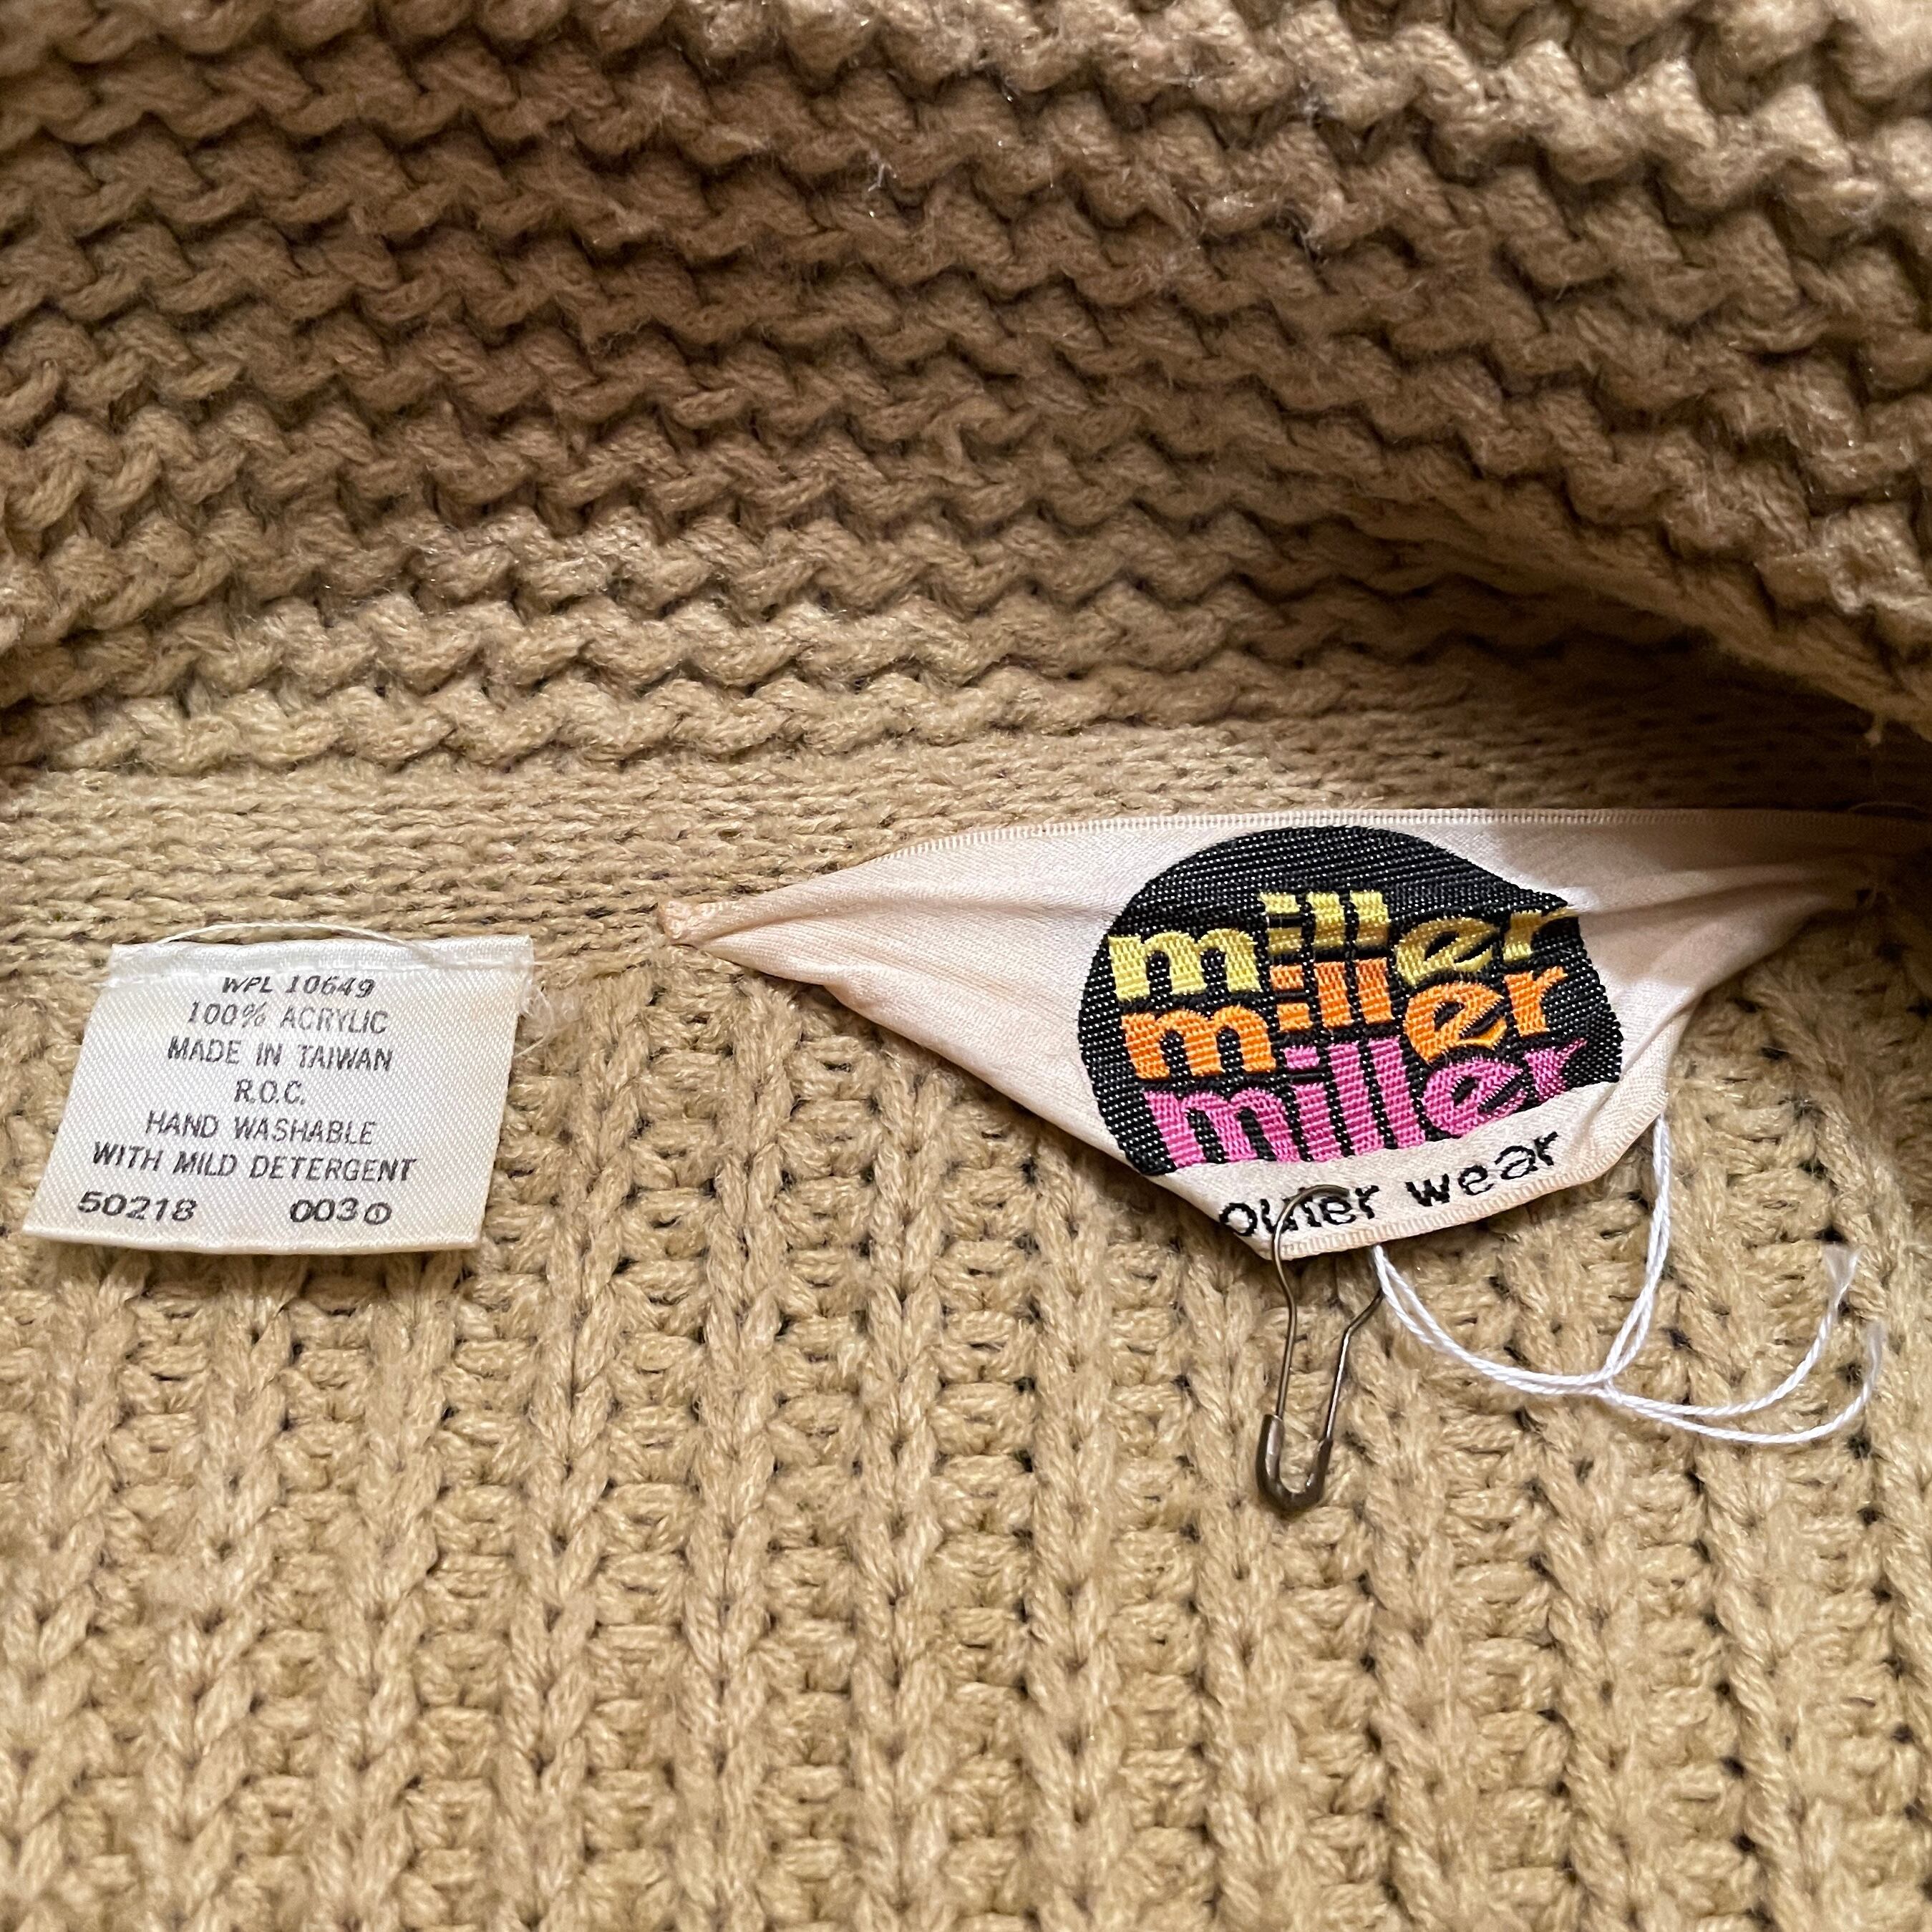 WPL 10649
100% ACRYLIC
MADE IN TAIWAN
R.O.C.
HAND WASHABLE
WITH MILD DETERGENT
50218 003
miller
miller
miller
outer wear